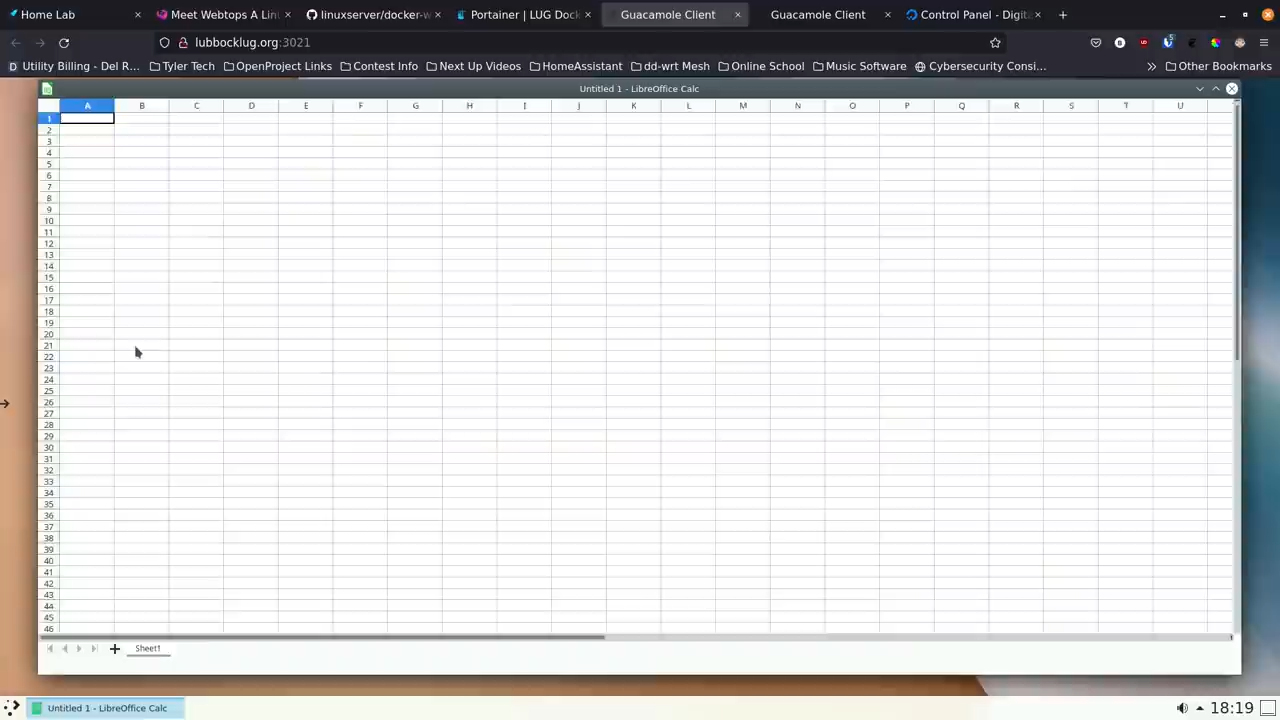 Home Lab
Meet Webtops A Lin
linuxserver/docker-w
Portainer | LUG Doc
Guacamole Client
Guacamole Client
Control Panel - Digit
lubbocklug.org:3021
Utility Billing - Del R...
Tyler Tech
OpenProject Links
Contest Info
Next Up Videos
HomeAssistant
dd-wrt Mesh
Online School
Music Software
Cybersecurity Consi...
Other Bookmarks
Untitled 1 - LibreOffice Calc
A B C D E F G H I J K L M N O P Q R S T U
1
2
3
4
5
6
7
8
9
10
11
12
13
14
15
16
17
18
19
20
21
22
23
24
25
26
27
28
29
30
31
32
33
34
35
36
37
38
39
40
41
42
43
44
45
46
Sheet1
Untitled 1 - LibreOffice Calc
18:19